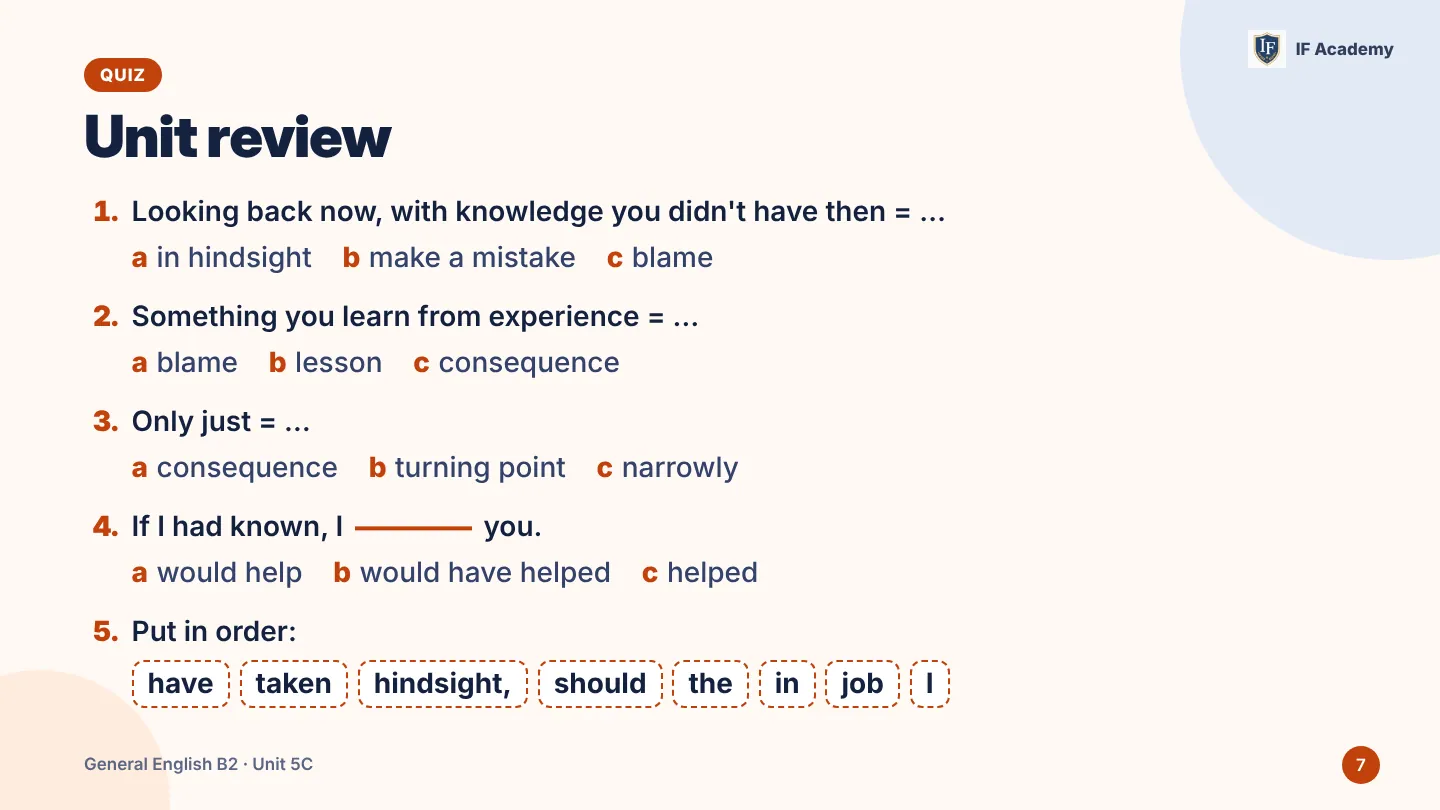 IF Academy
QUIZ
Unit review
1. Looking back now, with knowledge you didn't have then = ...
a in hindsight b make a mistake c blame
2. Something you learn from experience = ...
a blame b lesson c consequence
3. Only just = ...
a consequence b turning point c narrowly
4. If I had known, I ______ you.
a would help b would have helped c helped
5. Put in order:
have taken hindsight, should the in job I
General English B2 · Unit 5C
7